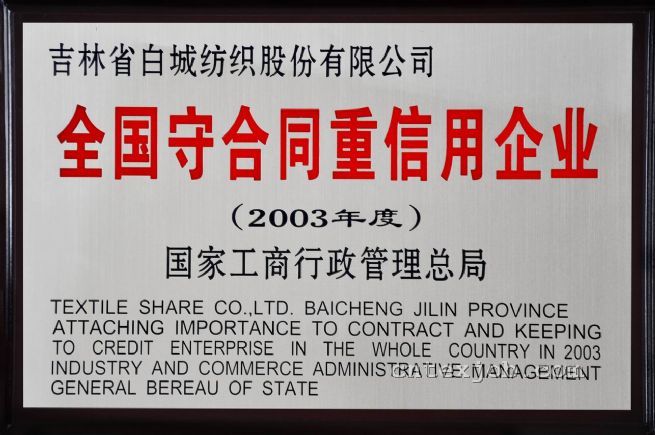 吉林省白城纺织股份有限公司
全国守合同重信用企业
（2003年度）
国家工商行政管理总局
TEXTILE SHARE CO.,LTD. BAICHENG JILIN PROVINCE
ATTACHING IMPORTANCE TO CONTRACT AND KEEPING
TO CREDIT ENTERPRISE IN THE WHOLE COUNTRY IN 2003
INDUSTRY AND COMMERCE ADMINISTRATIVE MANAGEMENT
GENERAL BEREAU OF STATE